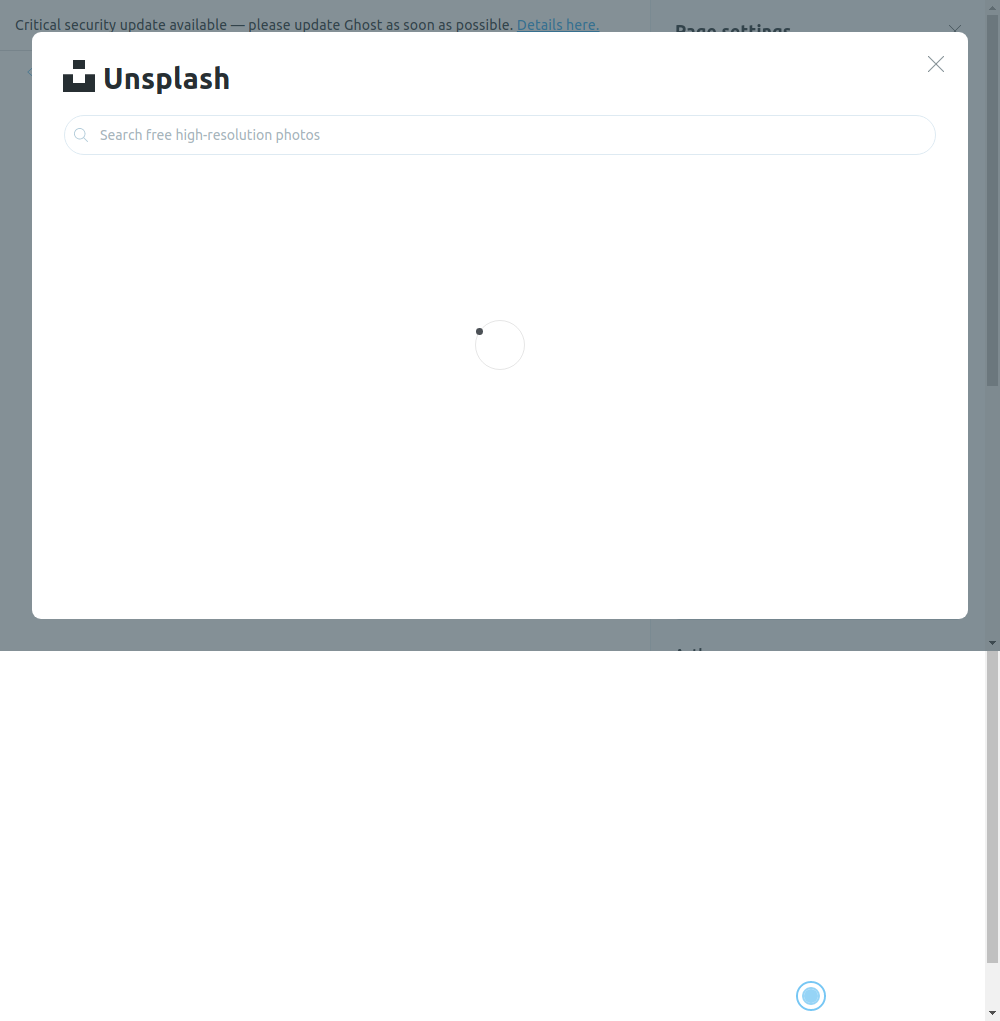 Critical security update available — please update Ghost as soon as possible. Details here.
Page settings
Unsplash
Search free high-resolution photos